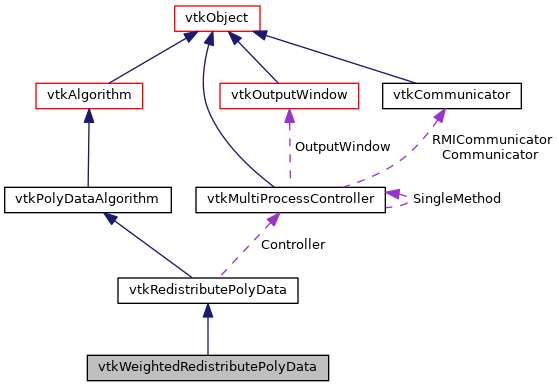 vtkObject
vtkAlgorithm
vtkOutputWindow
vtkCommunicator
OutputWindow
RMICommunicator
Communicator
vtkPolyDataAlgorithm
vtkMultiProcessController
SingleMethod
Controller
vtkRedistributePolyData
vtkWeightedRedistributePolyData